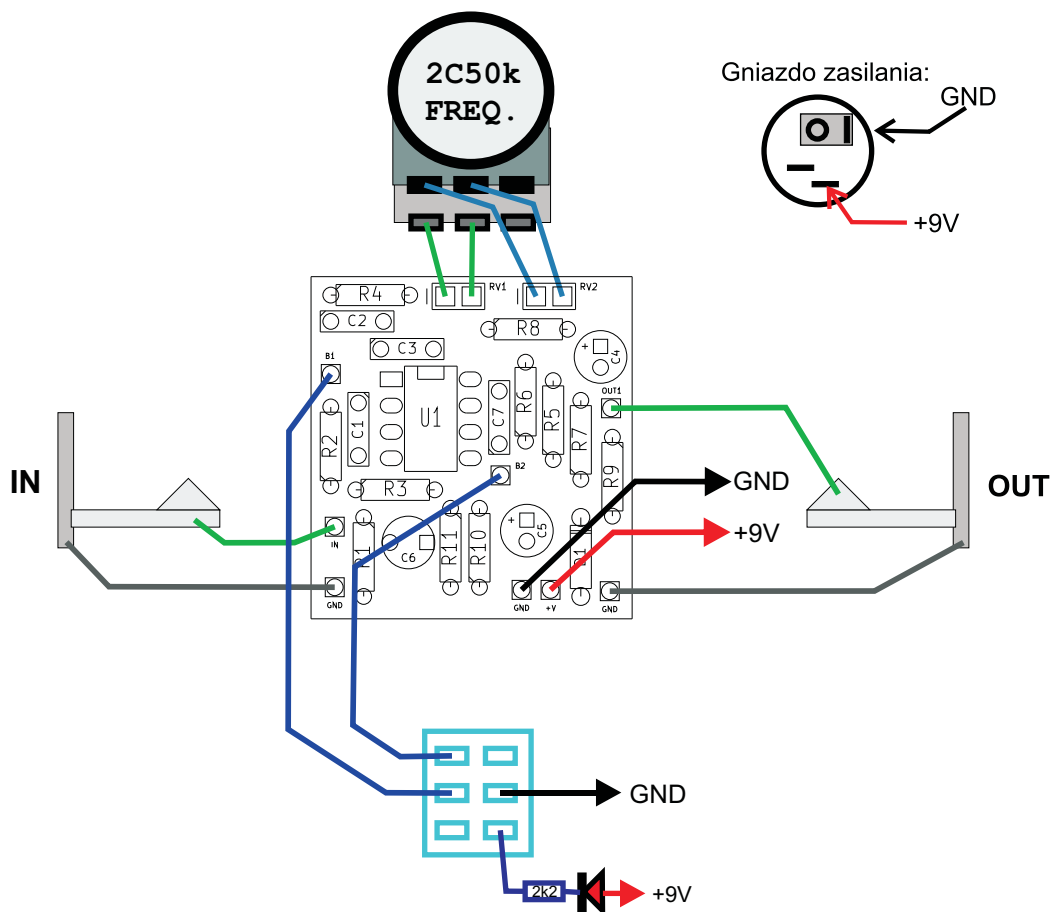 2C50k
FREQ.
Gniazdo zasilania:
GND
+9V
RV1
RV2
R4
C2
R8
C3
+
C4
B1
OUT1
R6
R5
C7
U1
C1
R2
R7
R9
B2
IN
GND
OUT
R3
+9V
+
C5
IN
R1
C6
R11
R10
GND
GND
+V
GND
GND
2k2
+9V